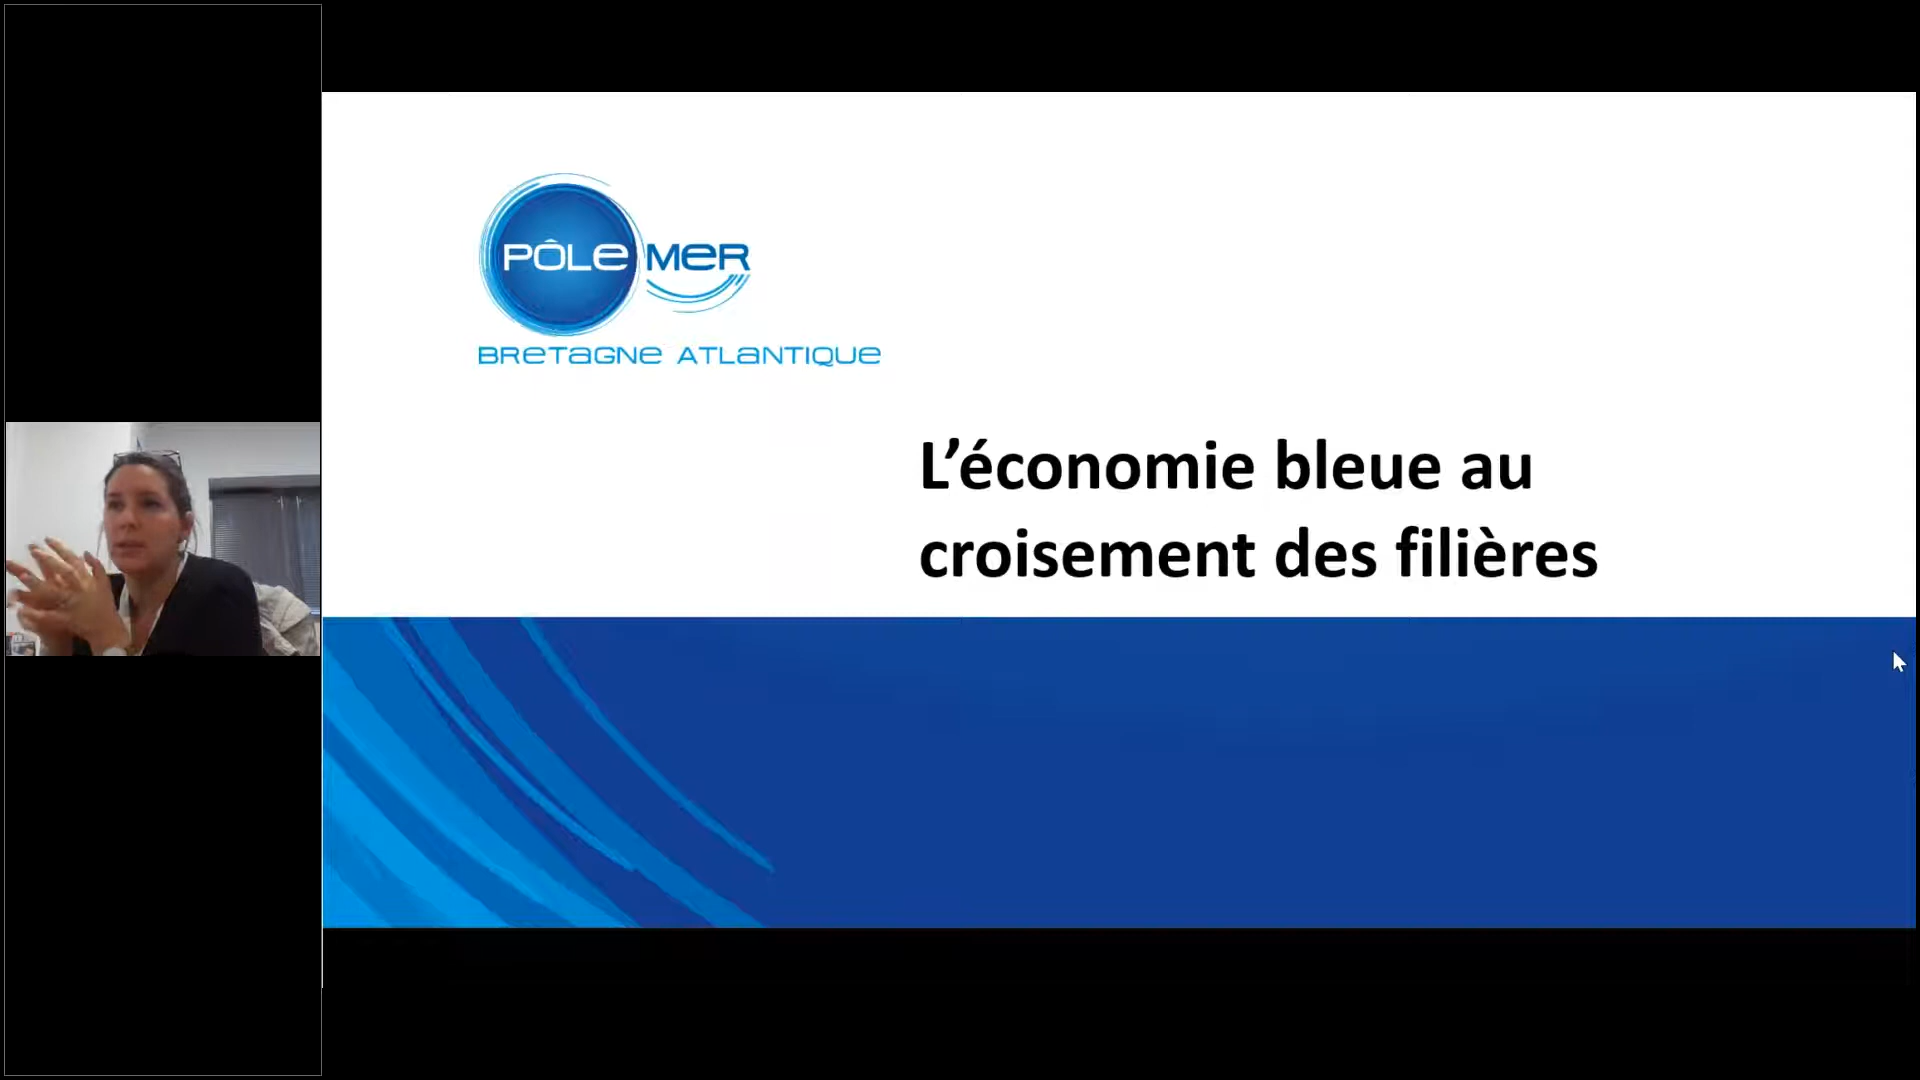 PÔLE MER
BRETAGNE ATLANTIQUE
L’économie bleue au
croisement des filières